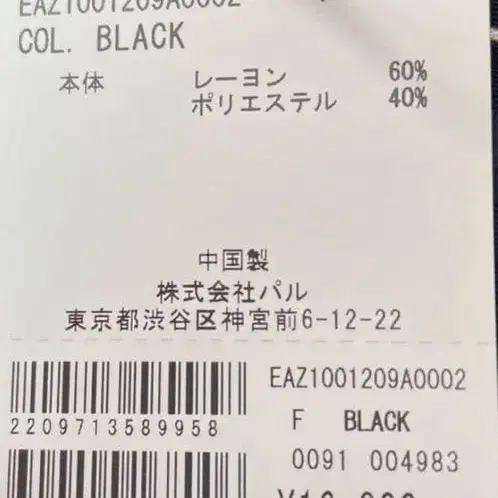 EAZ1001209A0002
COL. BLACK
本体 レーヨン 60%
ポリエステル 40%
中国製
株式会社パル
東京都渋谷区神宮前6-12-22
EAZ1001209A0002
2209713589958
F BLACK
0091 004983